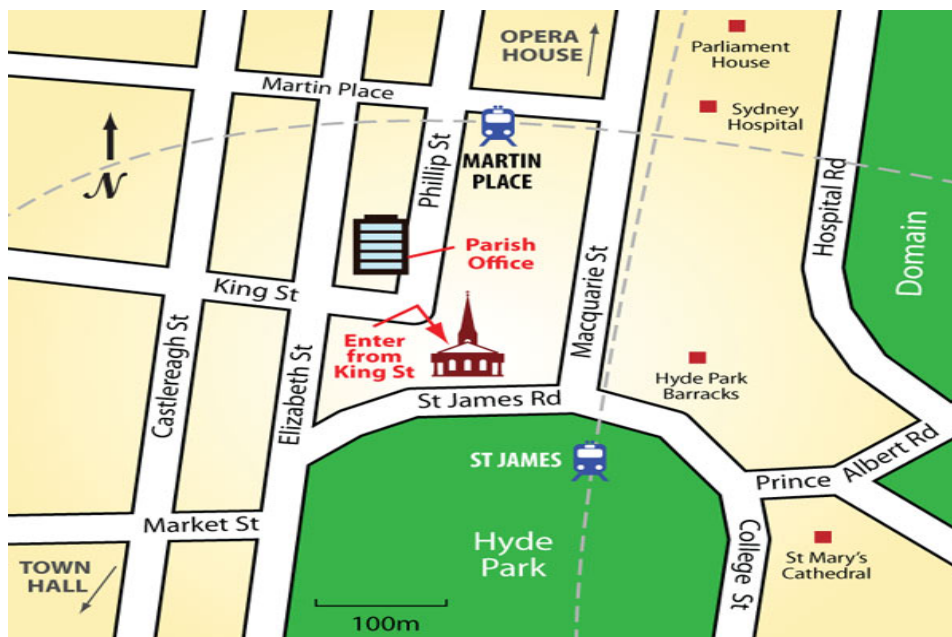 OPERA
HOUSE
Parliament
House
Martin Place
Sydney
Hospital
MARTIN
PLACE
N
Phillip St
Hospital Rd
Parish
Office
Domain
King St
Macquarie St
Enter
from
King St
Castlereagh St
Elizabeth St
Hyde Park
Barracks
St James Rd
ST JAMES
Prince Albert Rd
Market St
College St
Hyde
Park
St Mary's
Cathedral
TOWN
HALL
100m